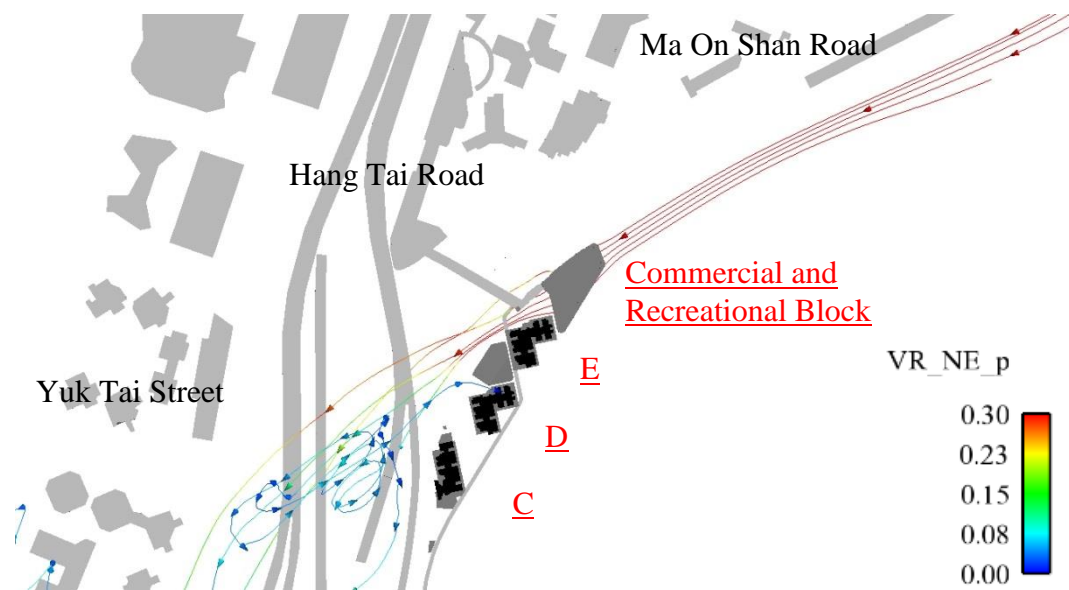 Ma On Shan Road
Hang Tai Road
Commercial and
Recreational Block
VR_NE_p
E
Yuk Tai Street
0.30
0.23
D
0.15
C
0.08
0.00